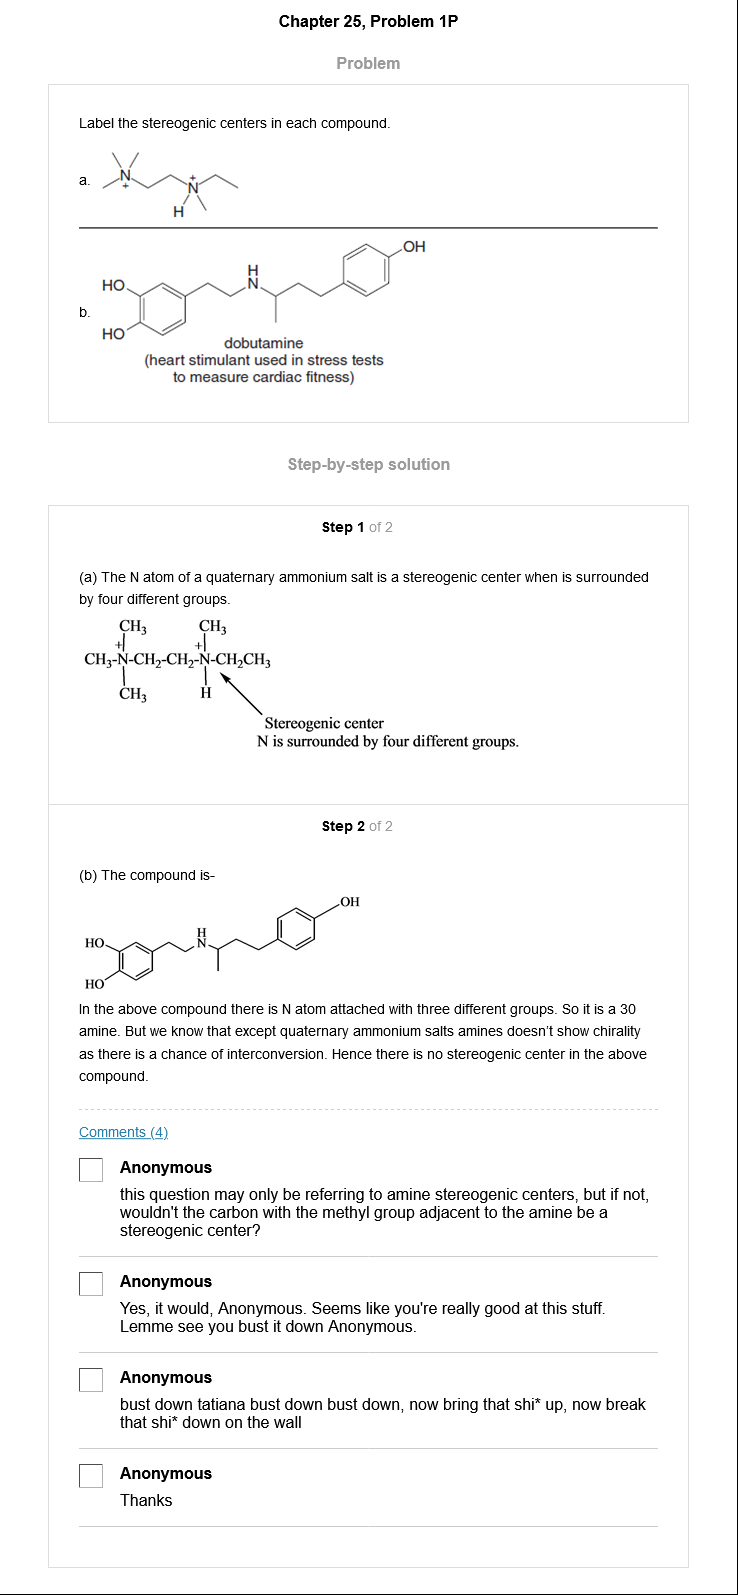 Chapter 25, Problem 1P
Problem
Label the stereogenic centers in each compound.
a.
N
+
+
N
H
b.
HO
HO
H
N
OH
dobutamine
(heart stimulant used in stress tests
to measure cardiac fitness)
Step-by-step solution
Step 1 of 2
(a) The N atom of a quaternary ammonium salt is a stereogenic center when is surrounded
by four different groups.
CH3 CH3
+ +
CH3-N-CH2-CH2-N-CH2CH3
CH3 H
Stereogenic center
N is surrounded by four different groups.
Step 2 of 2
(b) The compound is-
OH
H
N
HO
HO
In the above compound there is N atom attached with three different groups. So it is a 30
amine. But we know that except quaternary ammonium salts amines doesn't show chirality
as there is a chance of interconversion. Hence there is no stereogenic center in the above
compound.
Comments (4)
Anonymous
this question may only be referring to amine stereogenic centers, but if not,
wouldn't the carbon with the methyl group adjacent to the amine be a
stereogenic center?
Anonymous
Yes, it would, Anonymous. Seems like you're really good at this stuff.
Lemme see you bust it down Anonymous.
Anonymous
bust down tatiana bust down bust down, now bring that shi* up, now break
that shi* down on the wall
Anonymous
Thanks